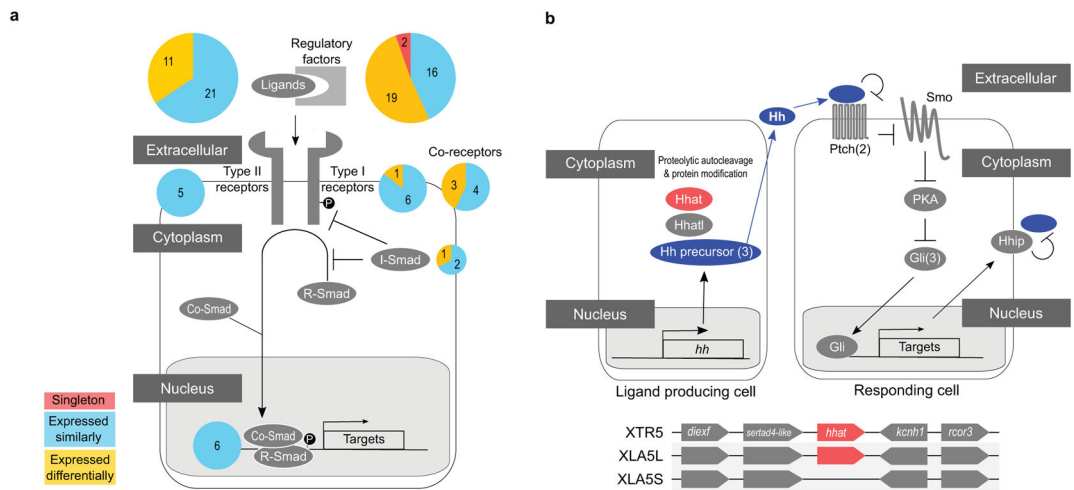 a
11
21
Ligands
Regulatory
factors
2
16
19
Extracellular
Type II
receptors
Type I
receptors
Co-receptors
5
1
6
3
4
P
Cytoplasm
I-Smad
1
2
R-Smad
Co-Smad
Nucleus
Singleton
Expressed
similarly
Expressed
differentially
6
Co-Smad
P
R-Smad
Targets
b
Extracellular
Hh
Smo
Ptch(2)
Cytoplasm
Proteolytic autocleavage
& protein modification
Cytoplasm
Hhat
PKA
Hhatl
Hh precursor (3)
Gli(3)
Hhip
Nucleus
Nucleus
hh
Gli
Targets
Ligand producing cell
Responding cell
XTR5
diexf
sertad4-like
hhat
kcnh1
rcor3
XLA5L
XLA5S